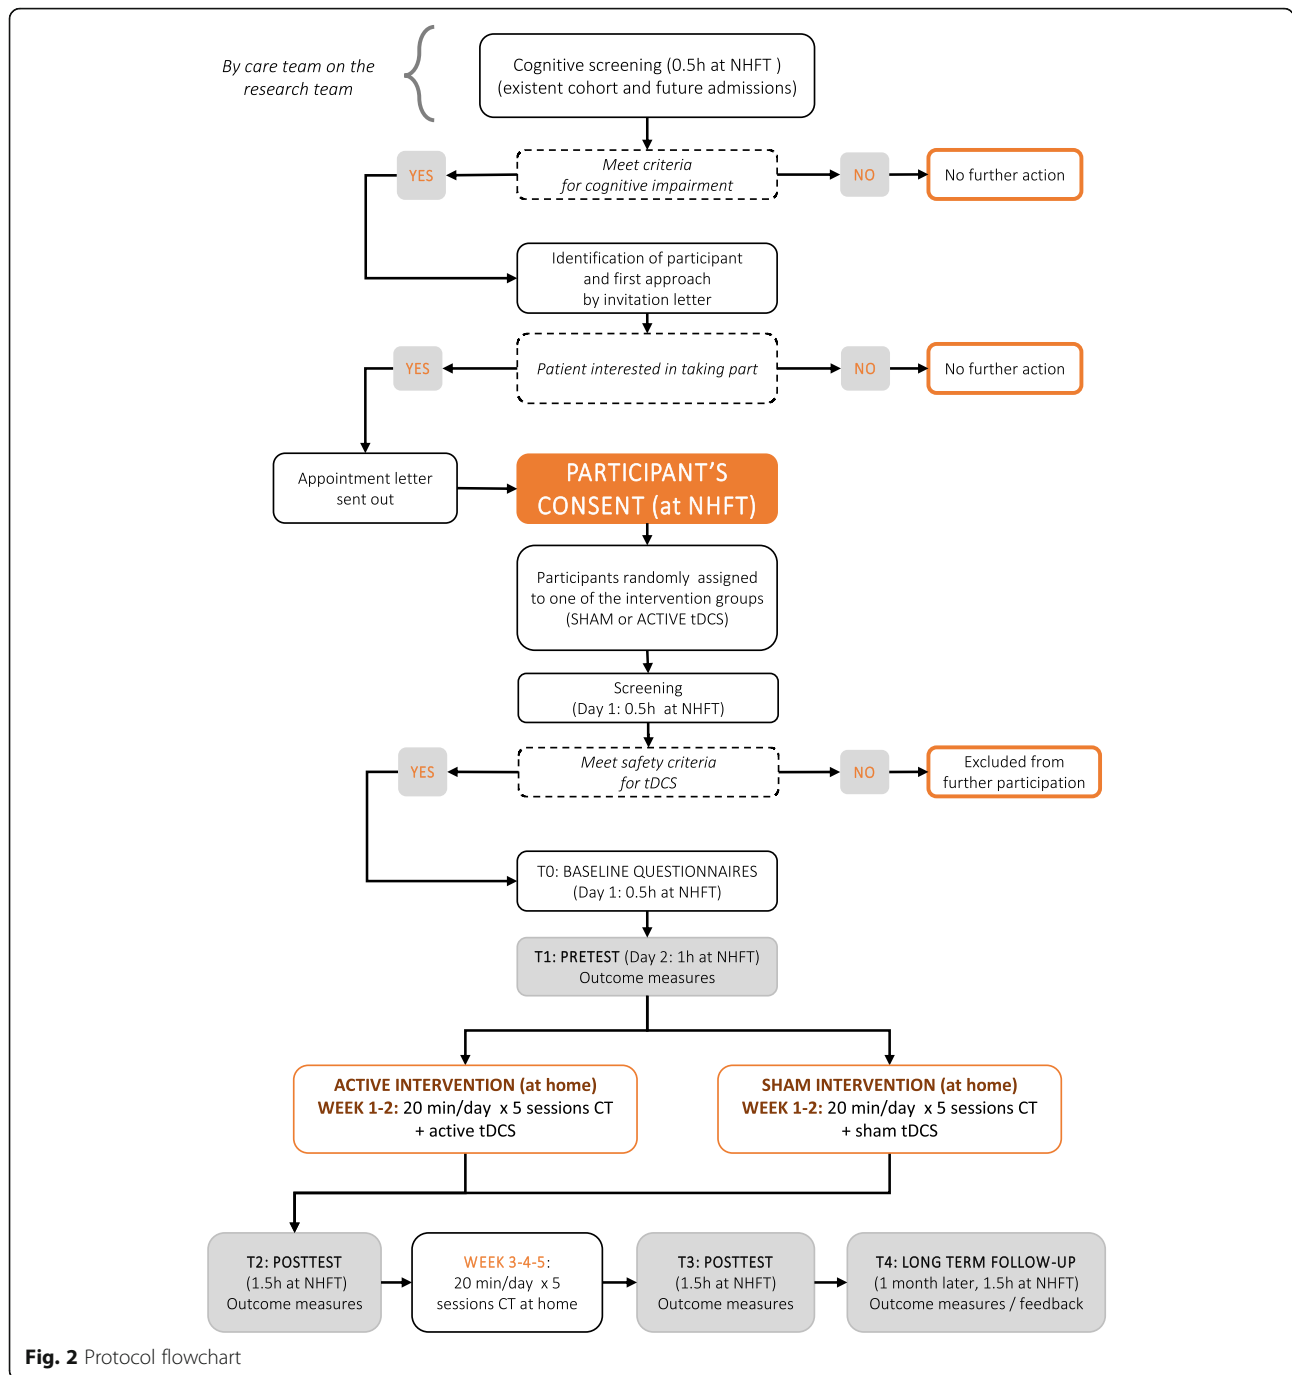 By care team on the
research team
Cognitive screening (0.5h at NHFT )
(existent cohort and future admissions)
YES
Meet criteria
for cognitive impairment
NO
No further action
Identification of participant
and first approach
by invitation letter
YES
Patient interested in taking part
NO
No further action
Appointment letter
sent out
PARTICIPANT'S
CONSENT (at NHFT)
Participants randomly assigned
to one of the intervention groups
(SHAM or ACTIVE tDCS)
Screening
(Day 1: 0.5h at NHFT)
YES
Meet safety criteria
for tDCS
NO
Excluded from
further participation
T0: BASELINE QUESTIONNAIRES
(Day 1: 0.5h at NHFT)
T1: PRETEST (Day 2: 1h at NHFT)
Outcome measures
ACTIVE INTERVENTION (at home)
WEEK 1-2: 20 min/day x 5 sessions CT
+ active tDCS
SHAM INTERVENTION (at home)
WEEK 1-2: 20 min/day x 5 sessions CT
+ sham tDCS
T2: POSTTEST
(1.5h at NHFT)
Outcome measures
WEEK 3-4-5:
20 min/day x 5
sessions CT at home
T3: POSTTEST
(1.5h at NHFT)
Outcome measures
T4: LONG TERM FOLLOW-UP
(1 month later, 1.5h at NHFT)
Outcome measures / feedback
Fig. 2 Protocol flowchart